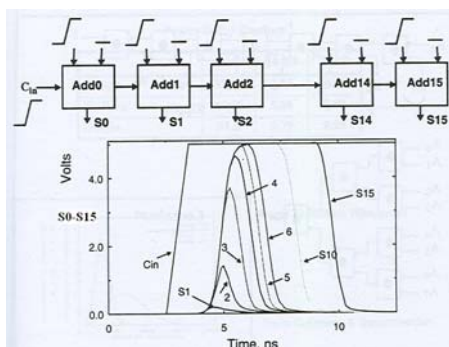 Add0 Add1 Add2 Add14 Add15
Cin
S0 S1 S2 S14 S15
Volts
4.0
2.0
0.0
S0-S15
Cin
S1
2
3
4
5
6
S10
S15
5 10
Time, ns